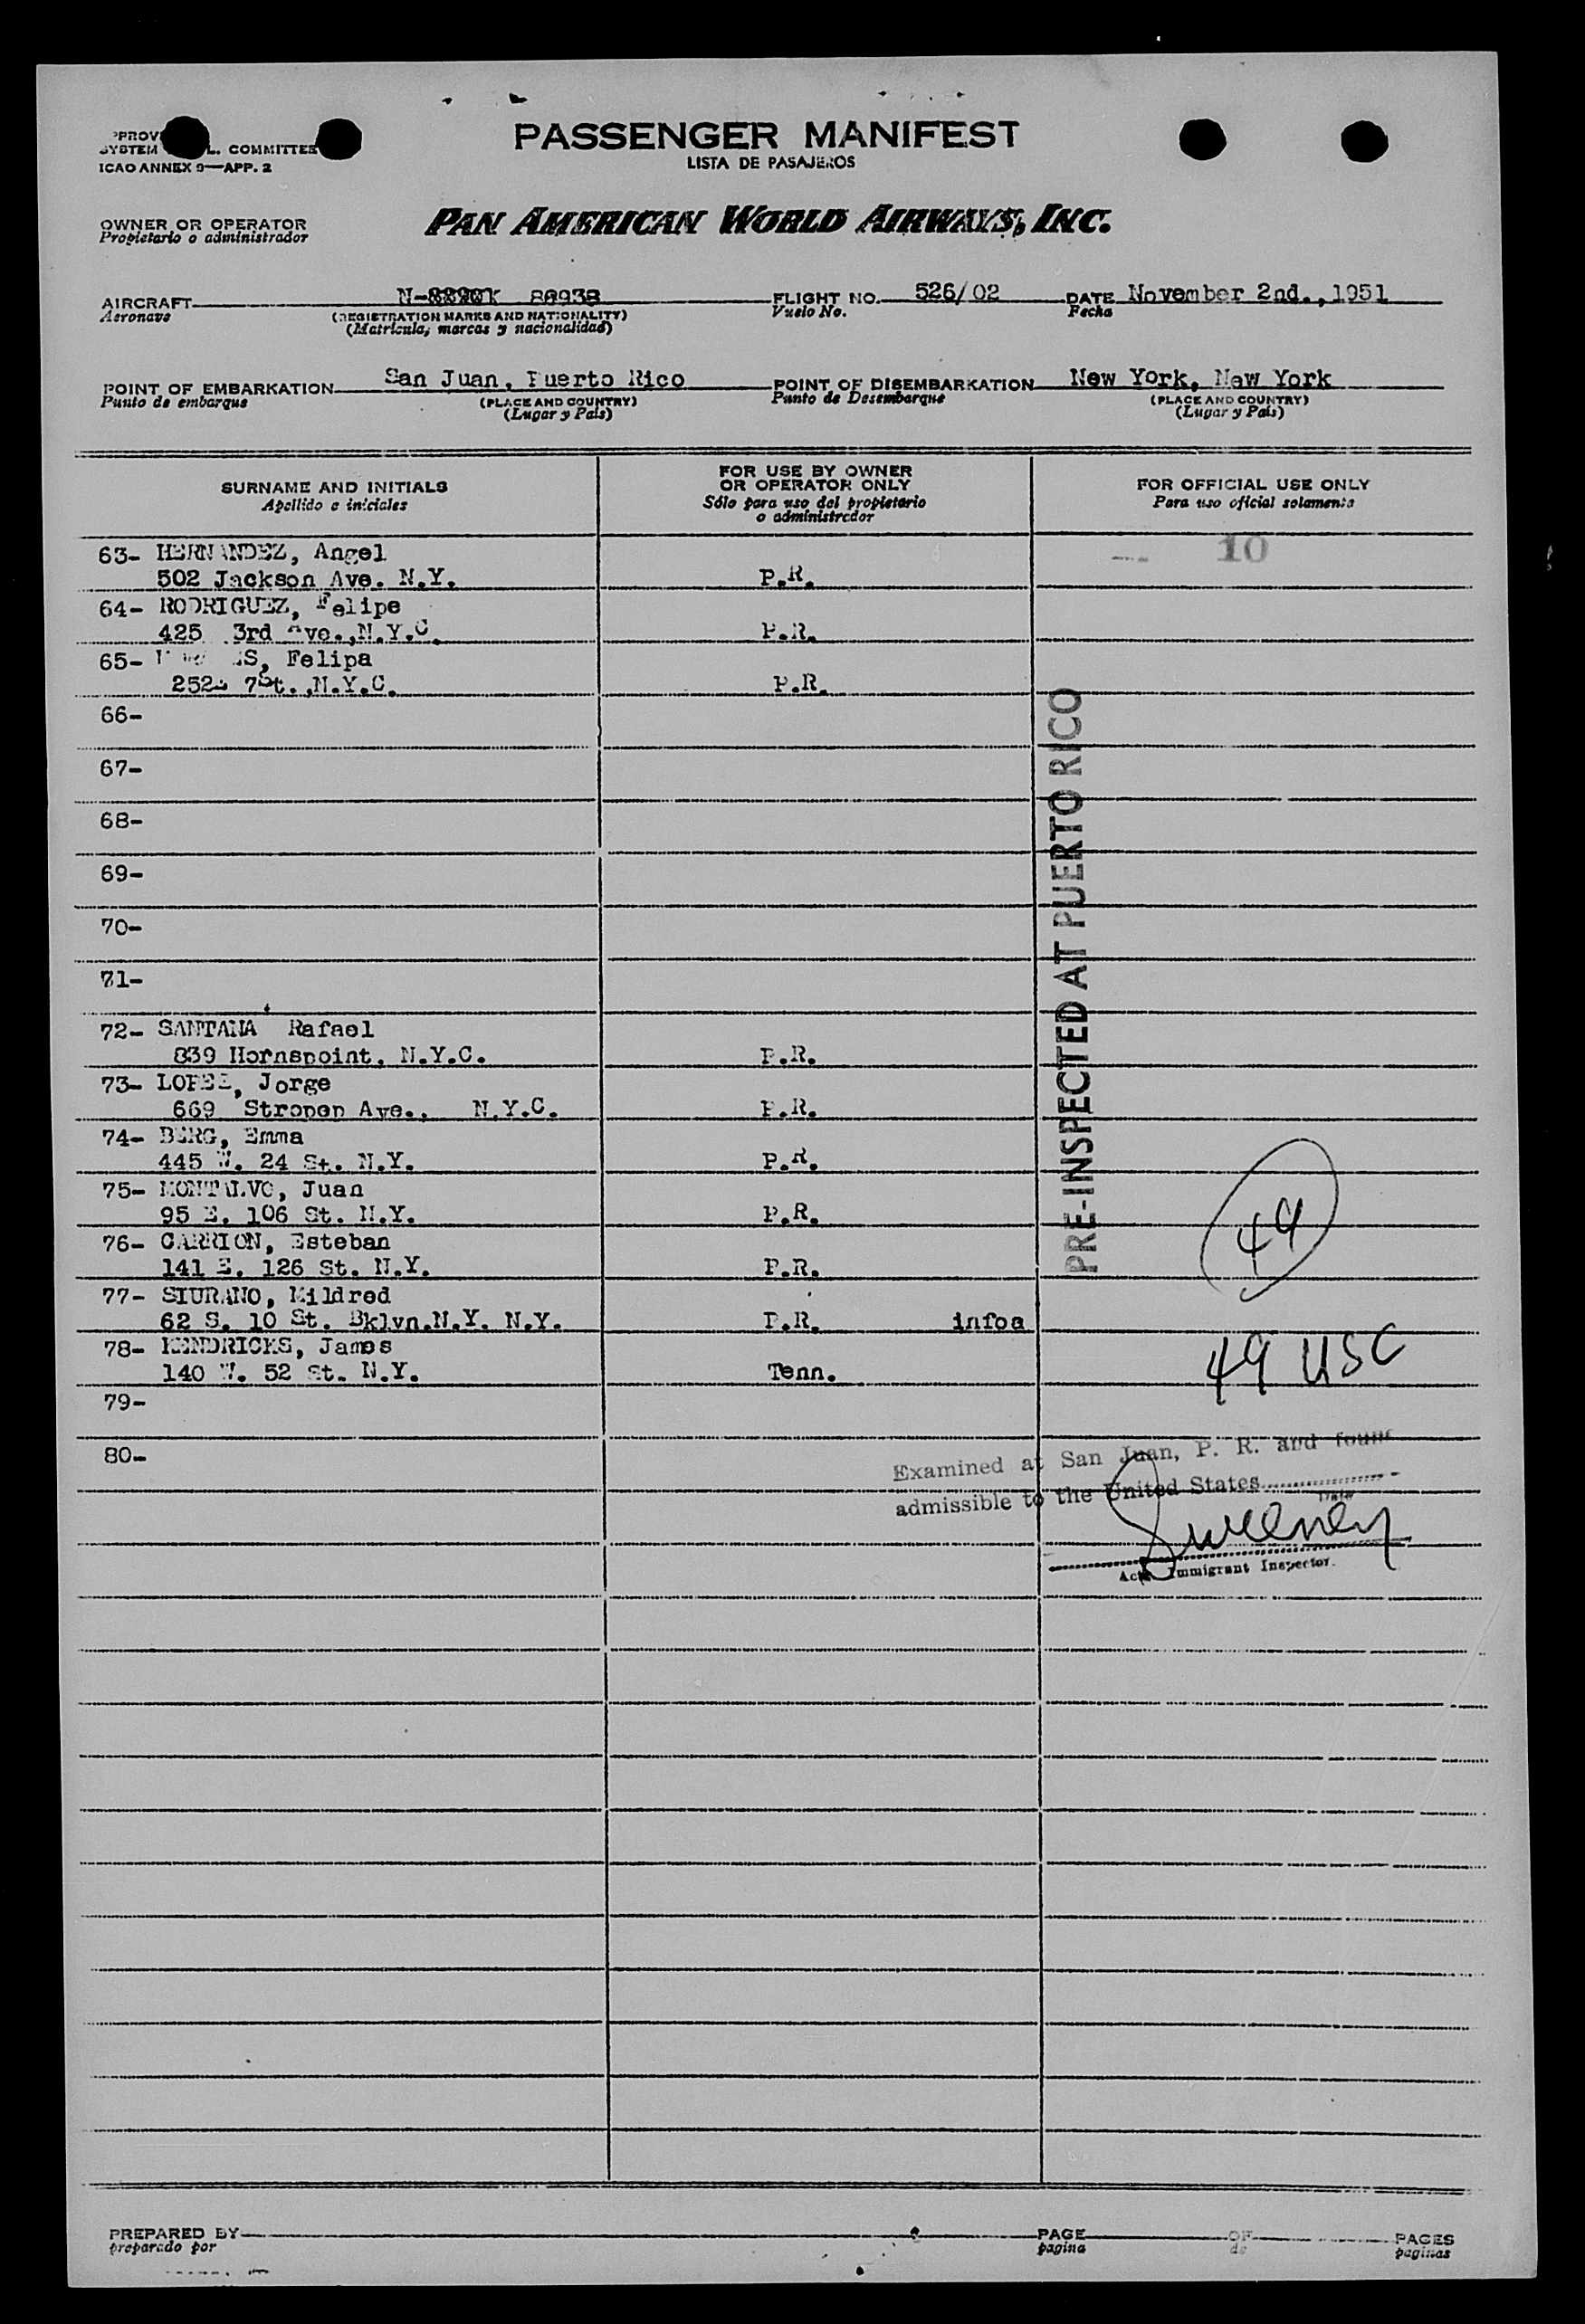 SYSTEM L. COMMITTEE
ICAO ANNEX 9—APP. 2
PASSENGER MANIFEST
LISTA DE PASAJEROS
OWNER OR OPERATOR
Propietario o administrador
PAN AMERICAN WORLD AIRWAYS, INC.
AIRCRAFT 88938
Aeronave
(REGISTRATION MARKS AND NATIONALITY)
(Matricula, marcas y nacionalidad)
FLIGHT NO. 526/02
Vuelo No.
DATE November 2nd.,1951
Fecha
POINT OF EMBARKATION San Juan, Puerto Rico
Punto de embarque
(PLACE AND COUNTRY)
(Lugar y País)
POINT OF DISEMBARKATION New York, New York
Punto de Desembarque
(PLACE AND COUNTRY)
(Lugar y País)
SURNAME AND INITIALS
Apellido e iniciales
FOR USE BY OWNER
OR OPERATOR ONLY
Sólo para uso del propietario
o administrador
FOR OFFICIAL USE ONLY
Para uso oficial solamente
10
63- HERNANDEZ, Angel
502 Jackson Ave. N.Y. P.R.
64- RODRIGUEZ, Felipe
425 3rd Ave.,N.Y.C. P.R.
65- Felipa
7St.,N.Y.C. P.R.
66-
67-
68-
69-
70-
71-
72- SANTANA Rafael
839 Hornspoint, N.Y.C. P.R.
73- LOPEZ, Jorge
669 Stropen Ave., N.Y.C. P.R.
74- BERG, Emma
445 W. 24 St. N.Y. P.R.
75- MONTALVO, Juan
95 E. 106 St. N.Y. P.R.
76- CARRION, Esteban
141 E. 126 St. N.Y. P.R.
77- SIURANO, Mildred
62 S. 10 St. Bklyn.N.Y. N.Y. P.R. infoa
78- KENDRICKS, James
140 W. 52 St. N.Y. Tenn.
79-
80-
PRE-INSPECTED AT PUERTO RICO
49
49 USC
Examined at San Juan, P. R. and found
admissible to the United States
Date
Sweeney
Actg. Immigrant Inspector.
PREPARED BY
preparado por
PAGE OF PAGES
pagina de paginas